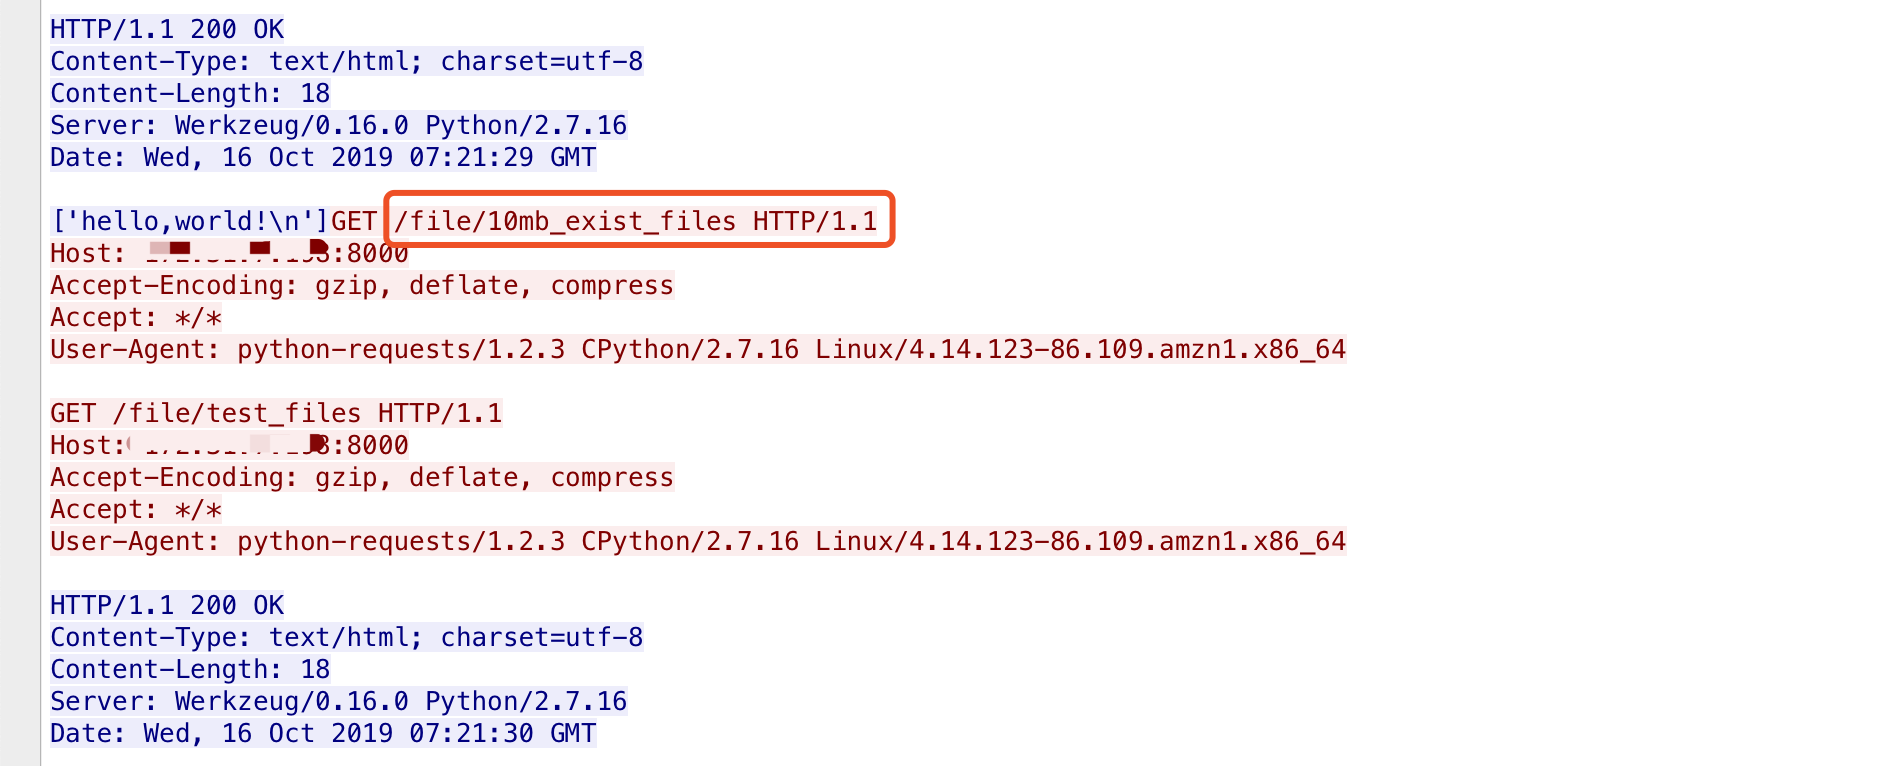 HTTP/1.1 200 OK
Content-Type: text/html; charset=utf-8
Content-Length: 18
Server: Werkzeug/0.16.0 Python/2.7.16
Date: Wed, 16 Oct 2019 07:21:29 GMT
['hello,world!\n']GET /file/10mb_exist_files HTTP/1.1
Host: :8000
Accept-Encoding: gzip, deflate, compress
Accept: */*
User-Agent: python-requests/1.2.3 CPython/2.7.16 Linux/4.14.123-86.109.amzn1.x86_64
GET /file/test_files HTTP/1.1
Host: :8000
Accept-Encoding: gzip, deflate, compress
Accept: */*
User-Agent: python-requests/1.2.3 CPython/2.7.16 Linux/4.14.123-86.109.amzn1.x86_64
HTTP/1.1 200 OK
Content-Type: text/html; charset=utf-8
Content-Length: 18
Server: Werkzeug/0.16.0 Python/2.7.16
Date: Wed, 16 Oct 2019 07:21:30 GMT